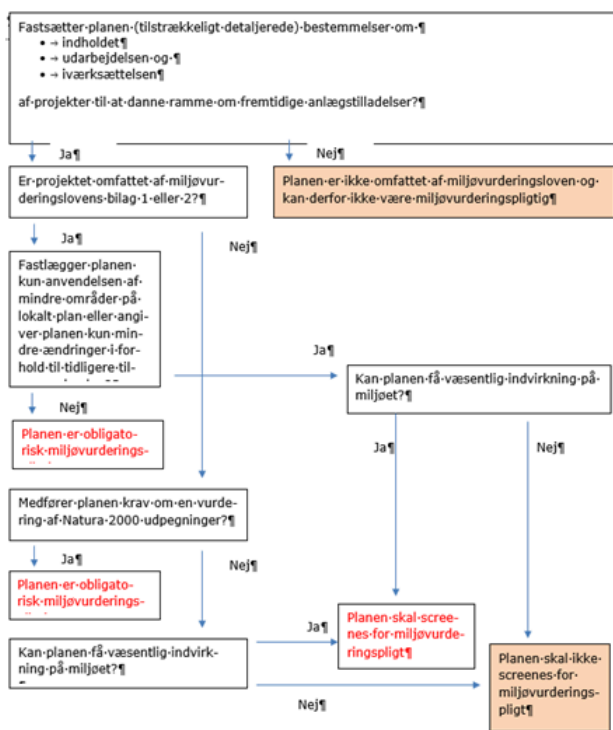 Fastsætter·planen·(tilstrækkeligt·detaljerede)·bestemmelser·om·¶
• → indholdet¶
• → udarbejdelsen·og·¶
• → iværksættelsen¶
af·projekter·til·at·danne·ramme·om·fremtidige·anlægstilladelser?¶
Ja¶
Nej¶
Er·projektet·omfattet·af·miljøvur-
deringslovens·bilag·1·eller·2?¶
Planen·er·ikke·omfattet·af·miljøvurderingsloven·og·
kan·derfor·ikke·være·miljøvurderingspligtig¶
Ja¶
Nej¶
Fastlægger·planen·
kun·anvendelsen·af·
mindre·områder·på·
lokalt·plan·eller·angi-
ver·planen·kun·min-
dre·ændringer·i·for-
hold·til·tidligere·til-
Ja¶
Kan·planen·få·væsentlig·indvirkning·på·
miljøet?¶
Nej¶
Planen·er·obligato-
risk·miljøvurderings-
Ja¶
Nej¶
Medfører·planen·krav·om·en·vurde-
ring·af·Natura·2000·udpegninger?¶
Ja¶
Nej¶
Planen·er·obligato-
risk·miljøvurderings-
Planen·skal·scree-
nes·for·miljøvurde-
ringspligt¶
Ja¶
Kan·planen·få·væsentlig·indvirk-
ning·på·miljøet?¶
¶
Planen·skal·ikke·
screenes·for·
miljøvurderings-
pligt¶
Nej¶